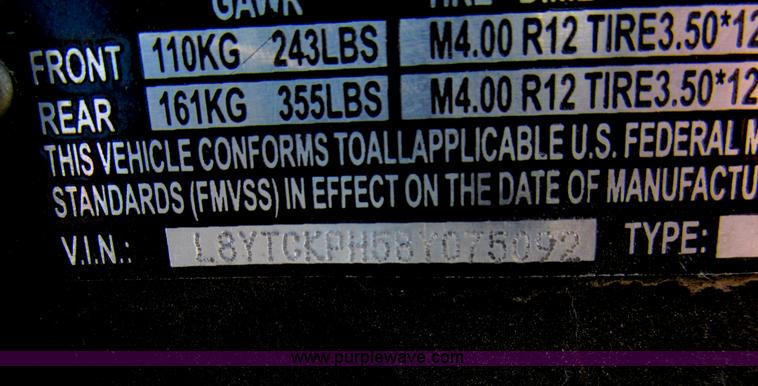 GAWR
FRONT 110KG 243LBS M4.00 R12 TIRE3.50*12
REAR 161KG 355LBS M4.00 R12 TIRE3.50*12
THIS VEHICLE CONFORMS TOALLAPPLICABLE U.S. FEDERAL M
STANDARDS (FMVSS) IN EFFECT ON THE DATE OF MANUFACTU
V.I.N.: L8YTGKPH58Y075092 TYPE:
www.purplewave.com